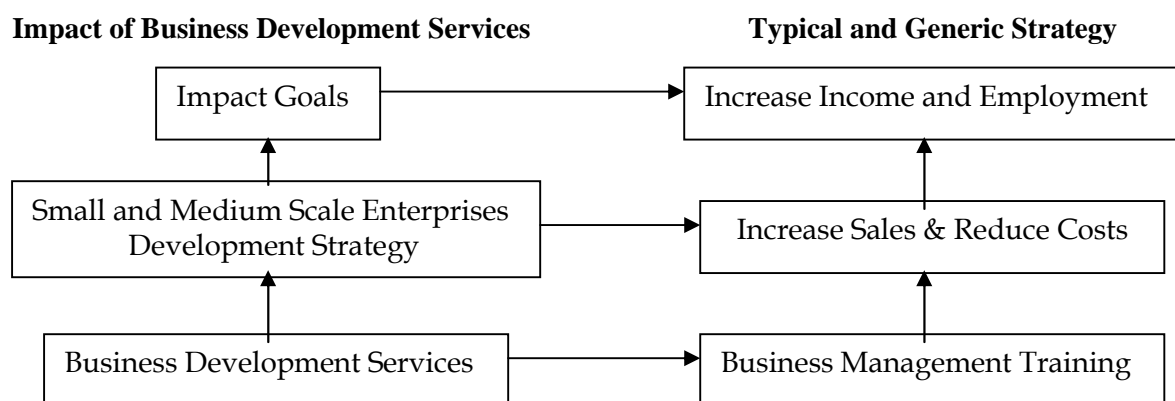 Impact of Business Development Services
Typical and Generic Strategy
Impact Goals
Increase Income and Employment
Small and Medium Scale Enterprises
Development Strategy
Increase Sales & Reduce Costs
Business Development Services
Business Management Training